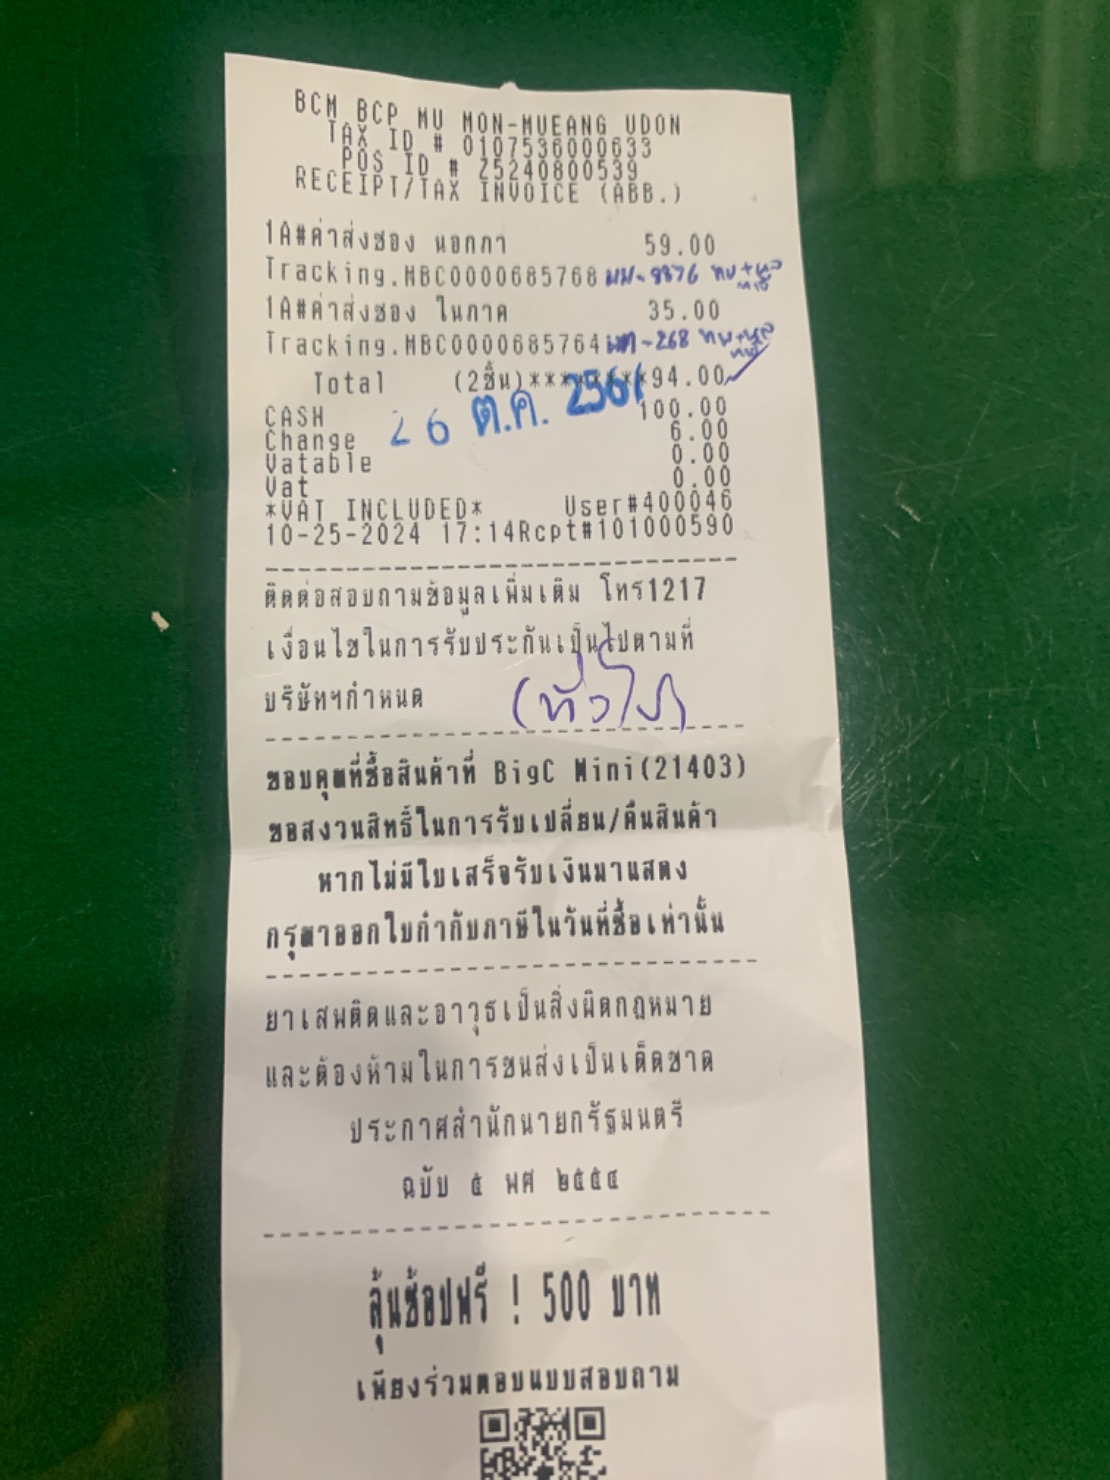 BCM BCP MU MON-MUEANG UDON
TAX ID # 0107536000633
POS ID # Z5240800539
RECEIPT/TAX INVOICE (ABB.)
1A#ค่าส่งซอง นอกภา 59.00
Tracking.MBC0000685768
1A#ค่าส่งซอง ในภาค 35.00
Tracking.MBC0000685764
Total (2ชิ้น)********94.00
26 ต.ค. 256
CASH 100.00
Change 6.00
Vatable 0.00
Vat 0.00
*VAT INCLUDED* User#400046
10-25-2024 17:14Rcpt#101000590
ติดต่อสอบถามข้อมูลเพิ่มเติม โทร1217
เงื่อนไขในการรับประกันเป็นไปตามที่
บริษัทฯกำหนด
(ทั่วไป)
ขอบคุณที่ซื้อสินค้าที่ BigC Mini(21403)
ขอสงวนสิทธิ์ในการรับเปลี่ยน/คืนสินค้า
หากไม่มีใบเสร็จรับเงินมาแสดง
กรุณาออกใบกำกับภาษีในวันที่ซื้อเท่านั้น
ยาเสพติดและอาวุธเป็นสิ่งผิดกฎหมาย
และต้องห้ามในการขนส่งเป็นเด็ดขาด
ประกาศสำนักนายกรัฐมนตรี
ฉบับ ๕ พศ ๒๕๕๔
ลุ้นช้อปฟรี ! 500 บาท
เพียงร่วมตอบแบบสอบถาม